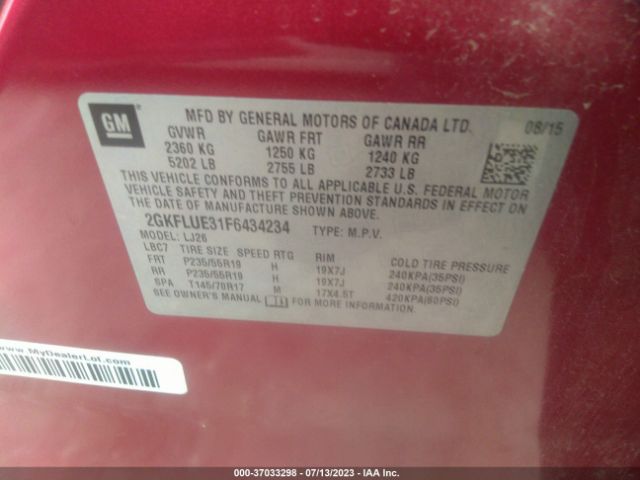 GM
MFD BY GENERAL MOTORS OF CANADA LTD.
08/15
GVWR GAWR FRT GAWR RR
2360 KG 1250 KG 1240 KG
5202 LB 2755 LB 2733 LB
THIS VEHICLE CONFORMS TO ALL APPLICABLE U.S. FEDERAL MOTOR
VEHICLE SAFETY AND THEFT PREVENTION STANDARDS IN EFFECT ON
THE DATE OF MANUFACTURE SHOWN ABOVE.
2GKFLUE31F6434234 TYPE: M.P.V.
MODEL: LJ26
LBC7 TIRE SIZE SPEED RTG RIM COLD TIRE PRESSURE
FRT P235/55R19 H 19X7J 240KPA(35PSI)
RR P235/55R19 H 19X7J 240KPA(35PSI)
SPA T145/70R17 M 17X4.5T 420KPA(60PSI)
SEE OWNER'S MANUAL FOR MORE INFORMATION.
www.MyDealerLot.com
000-37033298 - 07/13/2023 - IAA Inc.